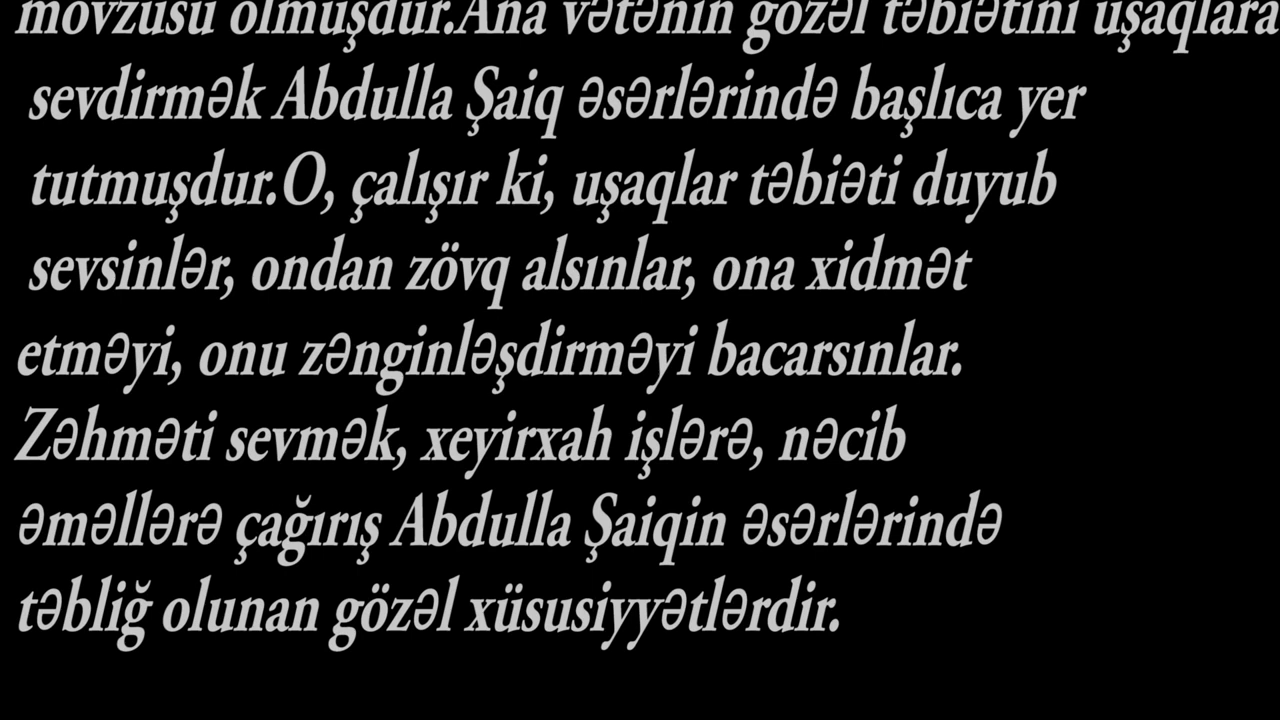 mövzusu olmuşdur.Ana vətənin gözəl təbiətini uşaqlara
sevdirmək Abdulla Şaiq əsərlərində başlıca yer
tutmuşdur.O, çalışır ki, uşaqlar təbiəti duyub
sevsinlər, ondan zövq alsınlar, ona xidmət
etməyi, onu zənginləşdirməyi bacarsınlar.
Zəhməti sevmək, xeyirxah işlərə, nəcib
əməllərə çağırış Abdulla Şaiqin əsərlərində
təbliğ olunan gözəl xüsusiyyətlərdir.